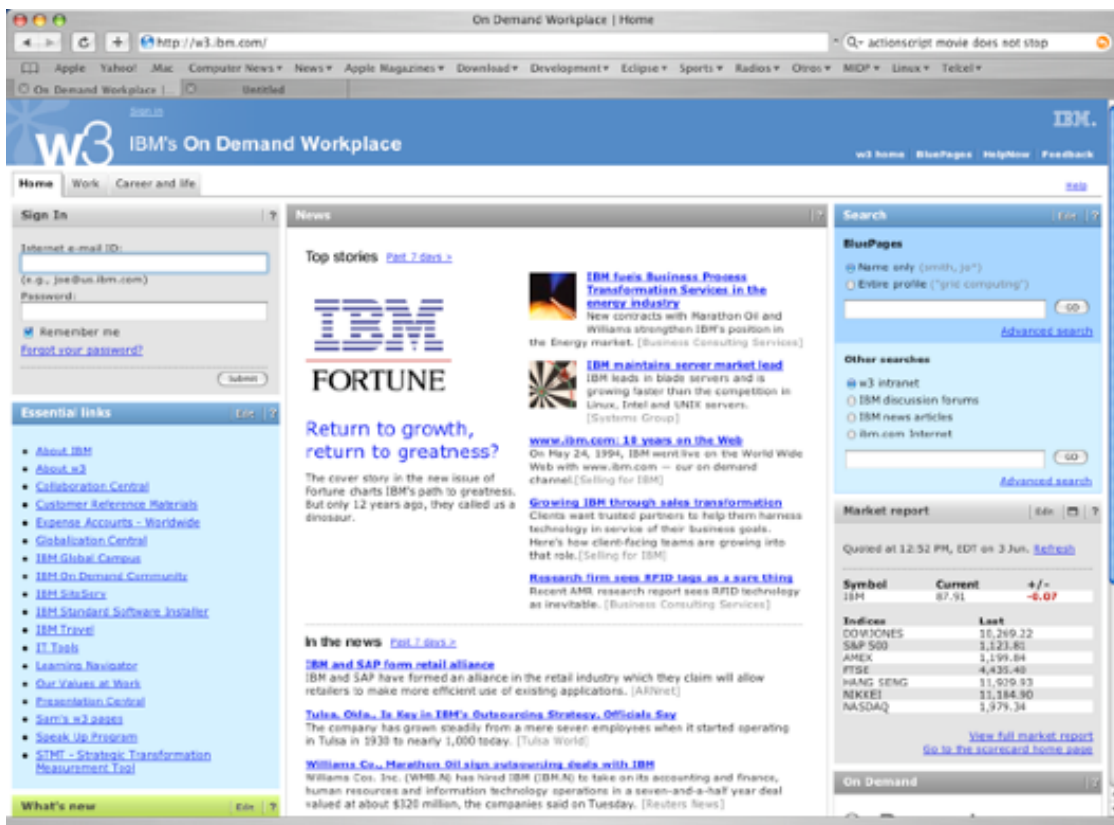 On Demand Workplace | Home
http://w3.ibm.com/
actionscript movie does not stop
Apple Yahoo! Mac Computer News News Apple Magazines Download Development Eclipse Sports Radios Otros MIDP Linux Telcel
On Demand Workplace |... Untitled
Sign In
IBM.
w3 IBM's On Demand Workplace
w3 home BluePages HelpNow Feedback
Home Work Career and life
Help
Sign In ?
Internet e-mail ID:
(e.g., joe@us.ibm.com)
Password:
Remember me
Forgot your password?
Submit
Essential links Edit ?
About IBM
About w3
Collaboration Central
Customer Reference Materials
Expense Accounts - Worldwide
Globalization Central
IBM Global Campus
IBM On Demand Community
IBM SiteServ
IBM Standard Software Installer
IBM Travel
IT Tools
Learning Navigator
Our Values at Work
Presentation Central
Sam's w3 pages
Speak Up Program
STMT - Strategic Transformation
Measurement Tool
What's new Edit ?
News ?
Top stories Past 7 days >
IBM
FORTUNE
Return to growth,
return to greatness?
The cover story in the new issue of
Fortune charts IBM's path to greatness.
But only 12 years ago, they called us a
dinosaur.
IBM fuels Business Process
Transformation Services in the
energy industry
New contracts with Marathon Oil and
Williams strengthen IBM's position in
the Energy market. [Business Consulting Services]
IBM maintains server market lead
IBM leads in blade servers and is
growing faster than the competition in
Linux, Intel and UNIX servers.
[Systems Group]
www.ibm.com: 10 years on the Web
On May 24, 1994, IBM went live on the World Wide
Web with www.ibm.com — our on demand
channel.[Selling for IBM]
Growing IBM through sales transformation
Clients want trusted partners to help them harness
technology in service of their business goals.
Here's how client-facing teams are growing into
that role.[Selling for IBM]
Research firm sees RFID tags as a sure thing
Recent AMR research report sees RFID technology
as inevitable. [Business Consulting Services]
In the news Past 7 days >
IBM and SAP form retail alliance
IBM and SAP have formed an alliance in the retail industry which they claim will allow
retailers to make more efficient use of existing applications. [ARNnet]
Tulsa, Okla., Is Key in IBM's Outsourcing Strategy, Officials Say
The company has grown steadily from a mere seven employees when it started operating
in Tulsa in 1930 to nearly 1,000 today. [Tulsa World]
Williams Co., Marathon Oil sign outsourcing deals with IBM
Williams Cos. Inc. (WMB.N) has hired IBM (IBM.N) to take on its accounting and finance,
human resources and information technology operations in a seven-and-a-half year deal
valued at about $320 million, the companies said on Tuesday. [Reuters News]
Search Edit ?
BluePages
Name only (smith, jo*)
Entire profile ("grid computing")
GO
Advanced search
Other searches
w3 intranet
IBM discussion forums
IBM news articles
ibm.com Internet
GO
Advanced search
Market report Edit ?
Quoted at 12:52 PM, EDT on 3 Jun. Refresh
Symbol Current +/-
IBM 87.91 -0.07
Indices Last
DOWJONES 10,269.22
S&P 500 1,123.81
AMEX 1,199.84
FTSE 4,435.40
HANG SENG 11,929.93
NIKKEI 11,184.90
NASDAQ 1,979.34
View full market report
Go to the scorecard home page
On Demand ?